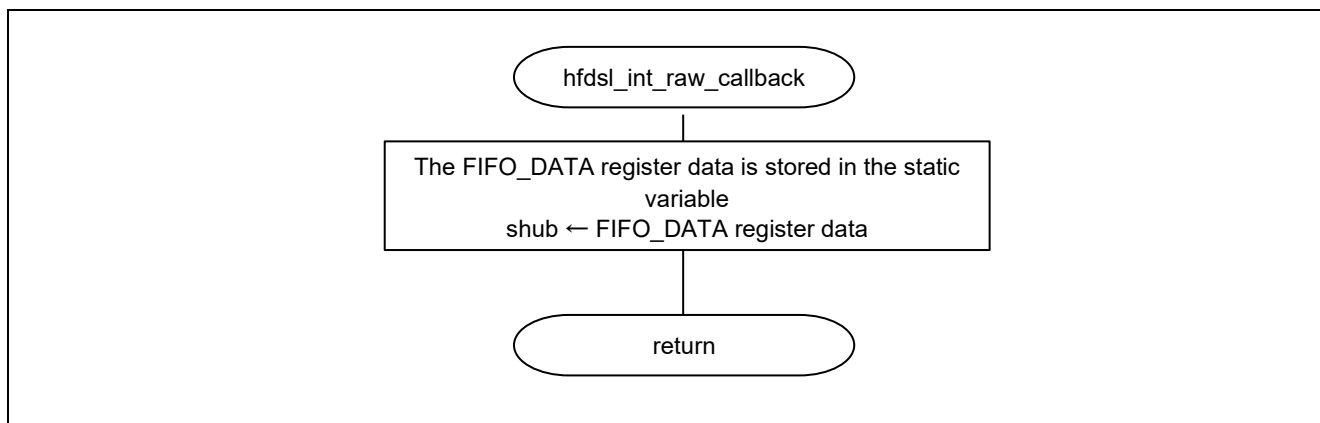 hfdsl_int_raw_callback
The FIFO_DATA register data is stored in the static
variable
shub ← FIFO_DATA register data
return